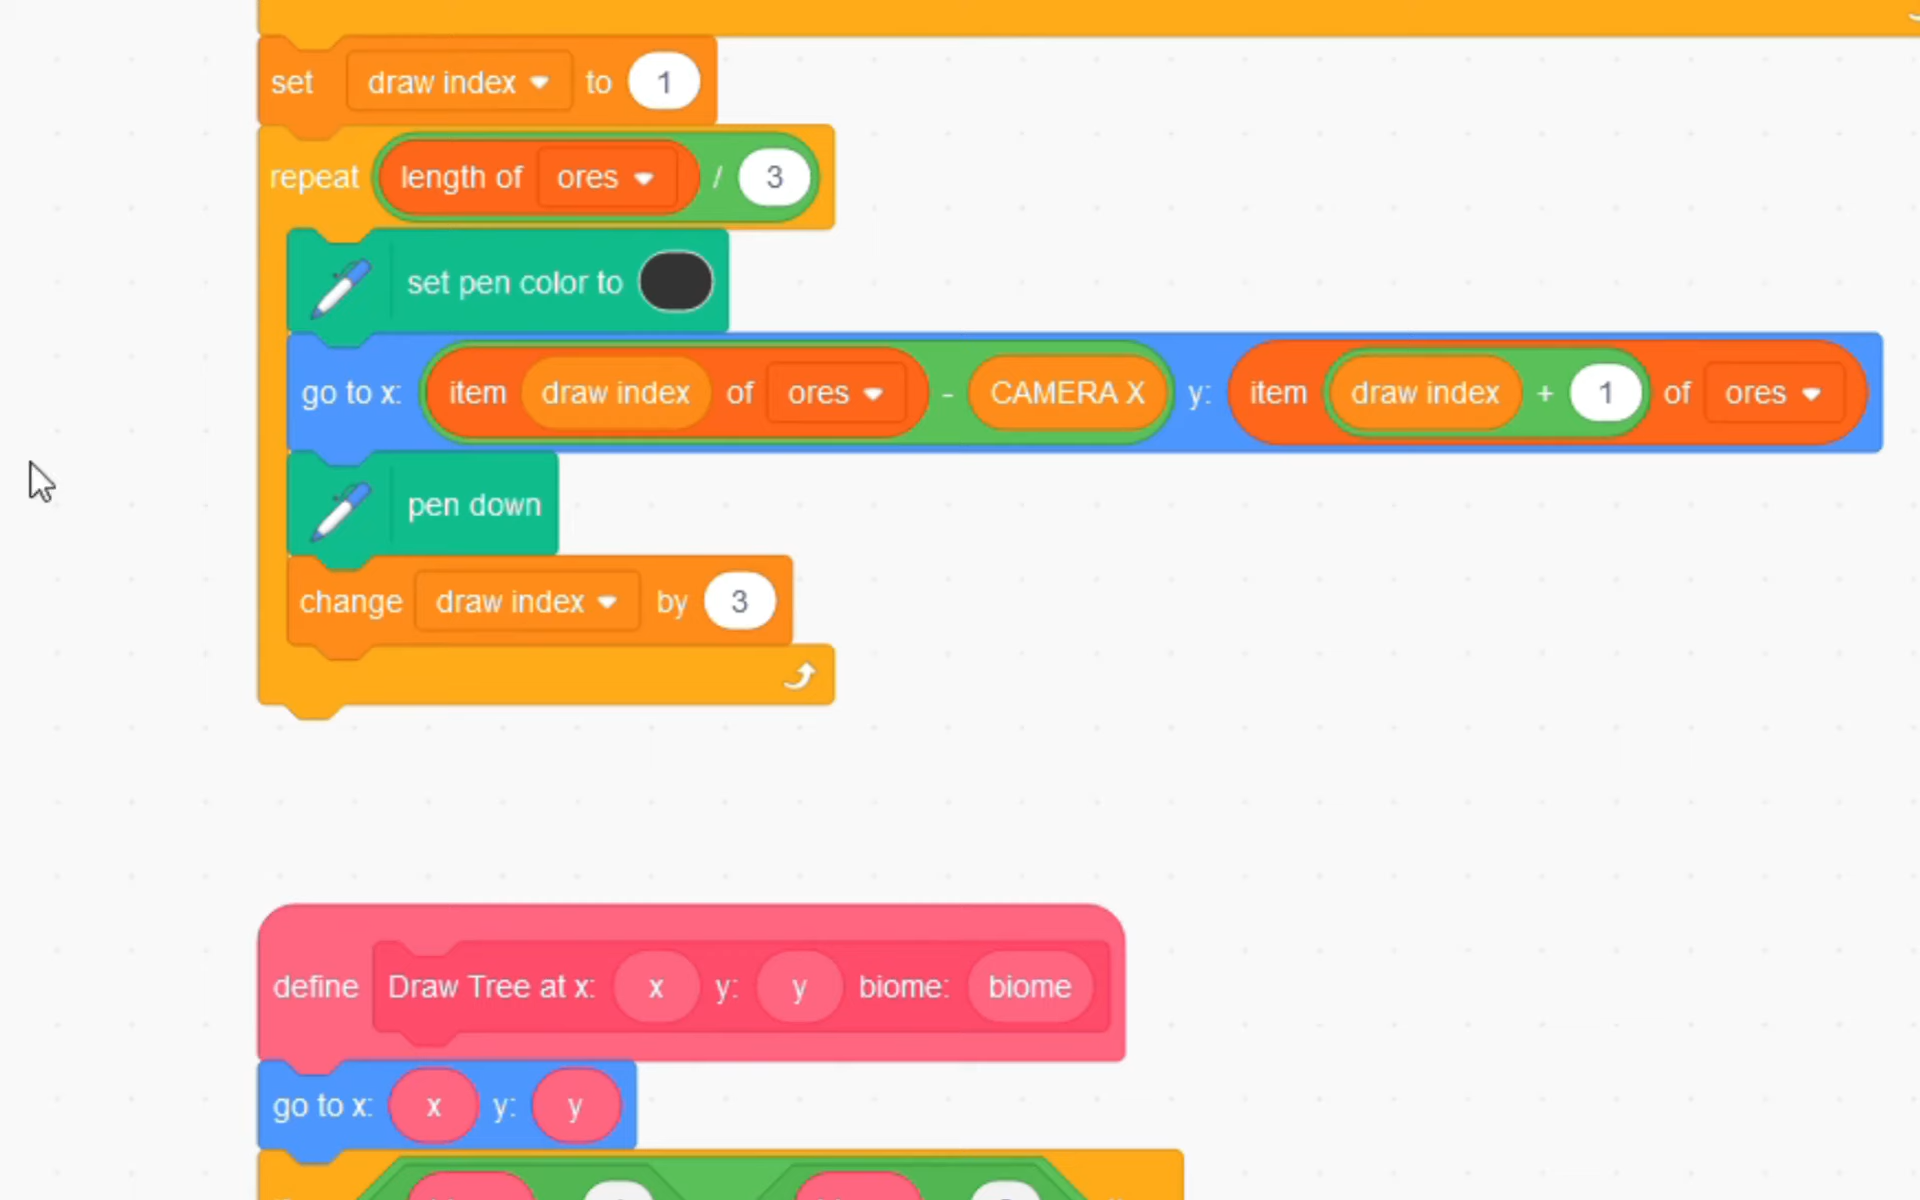 set draw index to 1
repeat length of ores / 3
set pen color to
go to x: item draw index of ores - CAMERA X y: item draw index + 1 of ores
pen down
change draw index by 3
define Draw Tree at x: x y: y biome: biome
go to x: x y: y